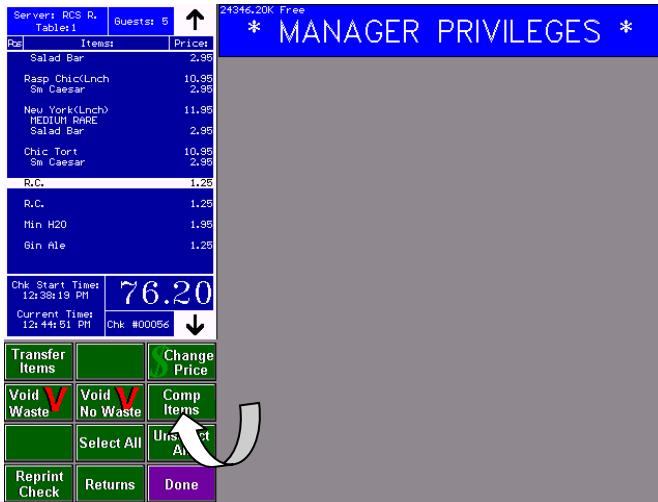 Server: RCS R.
Table:1
Guests: 5
24346.20K Free
* MANAGER PRIVILEGES *
Pos Items: Price:
Salad Bar 2.95
Rasp Chic(Lnch 10.95
Sm Caesar 2.95
New York(Lnch) 11.95
MEDIUM RARE
Salad Bar 2.95
Chic Tort 10.95
Sm Caesar 2.95
R.C. 1.25
R.C. 1.25
Min H2O 1.95
Gin Ale 1.25
Chk Start Time:
12:38:19 PM
76.20
Current Time:
12:44:51 PM
Chk #00056
Transfer
Items
$Change
Price
Void V
Waste
Void V
No Waste
Comp
Items
Select All
Reprint
Check
Returns
Done